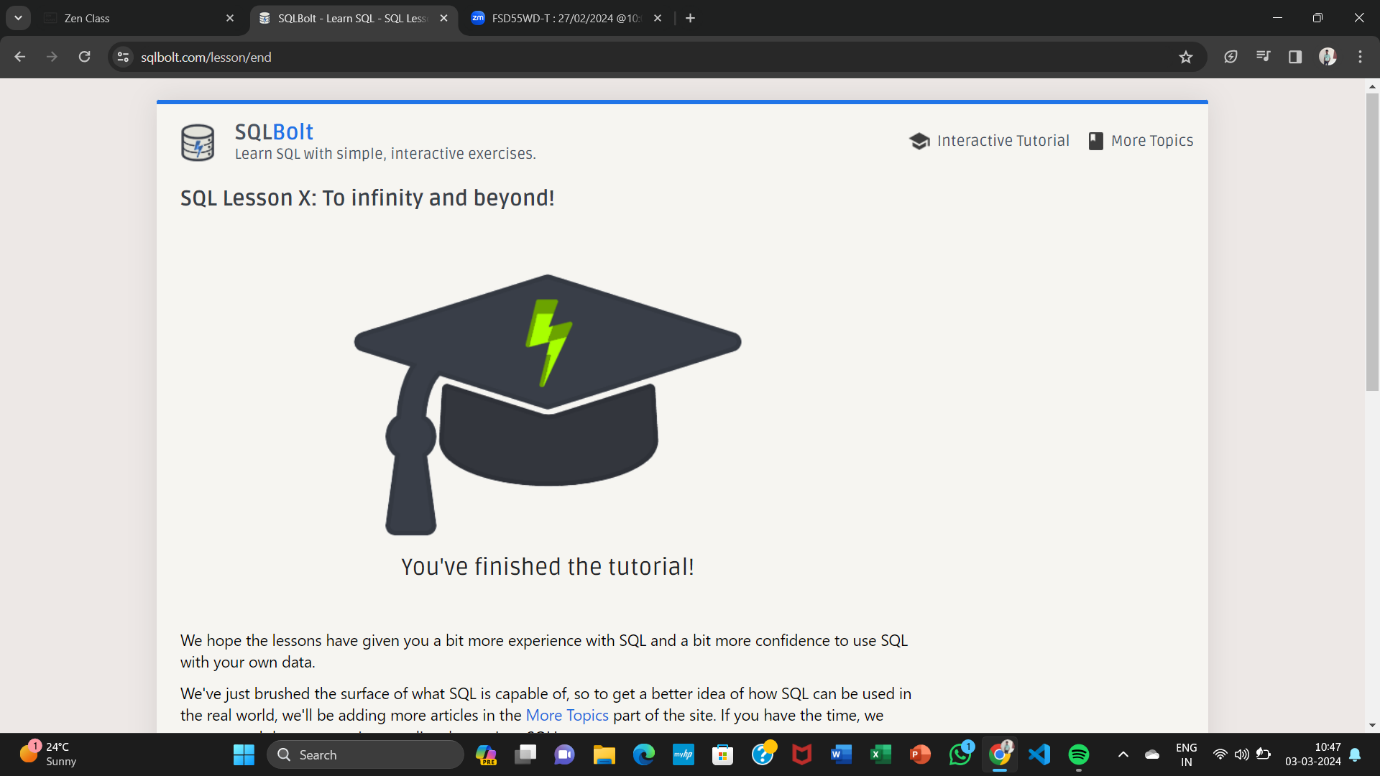 Zen Class
SQLBolt - Learn SQL - SQL Less
FSD55WD-T : 27/02/2024 @10:
sqlbolt.com/lesson/end
SQLBolt
Learn SQL with simple, interactive exercises.
Interactive Tutorial
More Topics
SQL Lesson X: To infinity and beyond!
You've finished the tutorial!
We hope the lessons have given you a bit more experience with SQL and a bit more confidence to use SQL
with your own data.
We've just brushed the surface of what SQL is capable of, so to get a better idea of how SQL can be used in
the real world, we'll be adding more articles in the More Topics part of the site. If you have the time, we
1
24°C
Sunny
Search
PRE
1
ENG
IN
10:47
03-03-2024